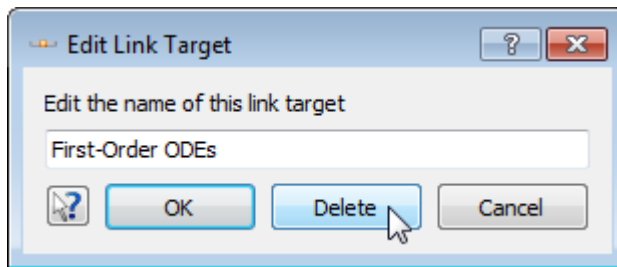 Edit Link Target
?
Edit the name of this link target
First-Order ODEs
? OK Delete Cancel